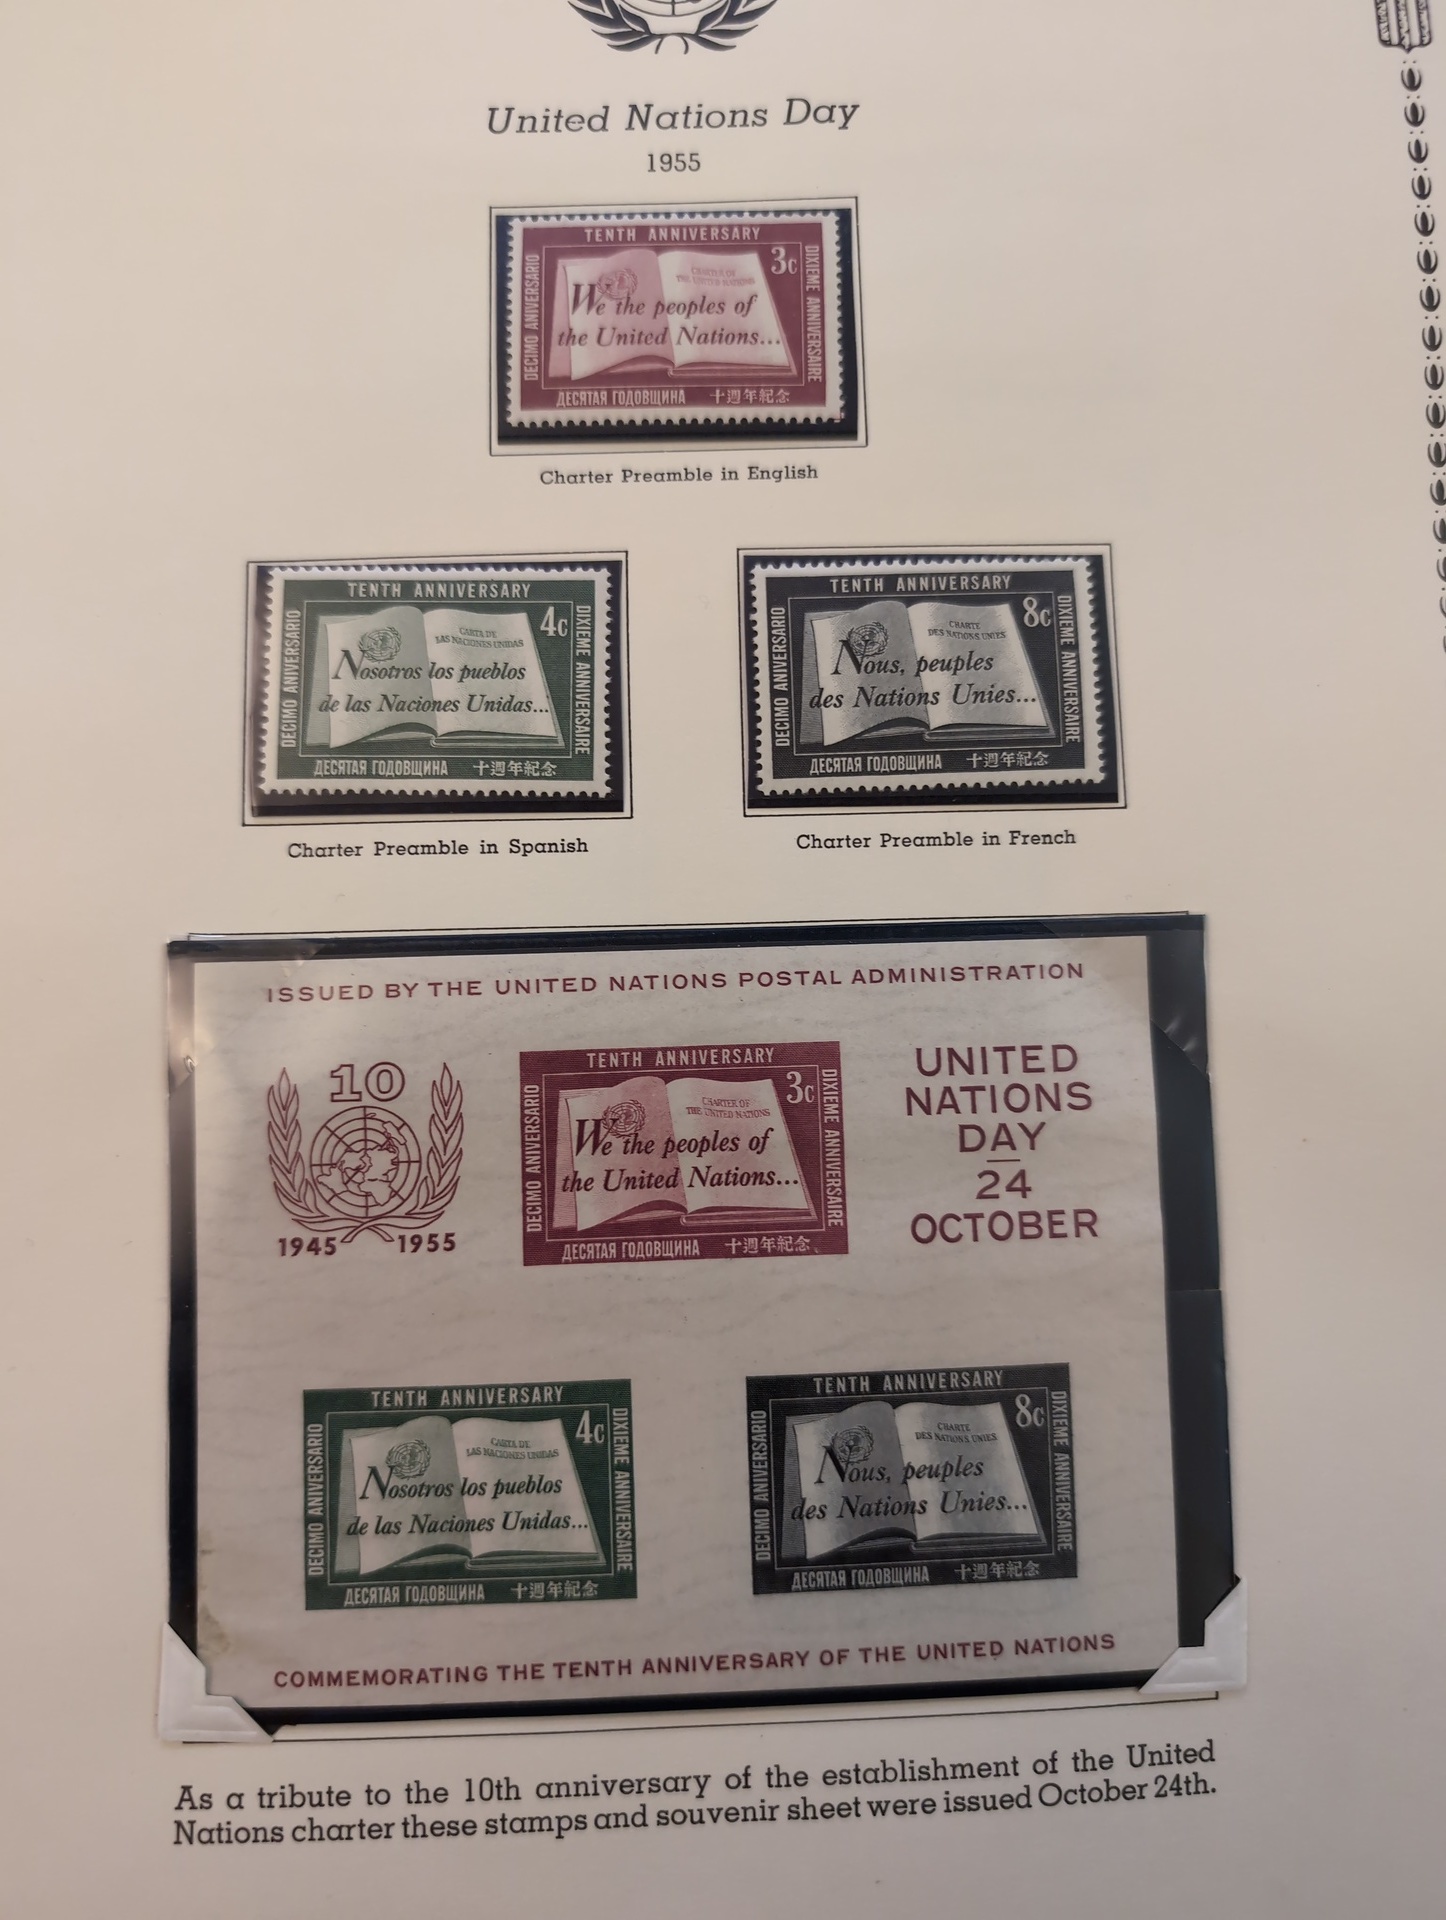 United Nations Day
1955
TENTH ANNIVERSARY
3c
DECIMO ANIVERSARIO
DIXIEME ANNIVERSAIRE
CHARTER OF
THE UNITED NATIONS
We the peoples of
the United Nations...
ДЕСЯТАЯ ГОДОВЩИНА 十週年紀念
Charter Preamble in English
TENTH ANNIVERSARY
4c
DECIMO ANIVERSARIO
DIXIEME ANNIVERSAIRE
CARTA DE
LAS NACIONES UNIDAS
Nosotros los pueblos
de las Naciones Unidas...
ДЕСЯТАЯ ГОДОВЩИНА 十週年紀念
Charter Preamble in Spanish
TENTH ANNIVERSARY
8c
DECIMO ANIVERSARIO
DIXIEME ANNIVERSAIRE
CHARTE
DES NATIONS UNIES
Nous, peuples
des Nations Unies...
ДЕСЯТАЯ ГОДОВЩИНА 十週年紀念
Charter Preamble in French
ISSUED BY THE UNITED NATIONS POSTAL ADMINISTRATION
10
1945 1955
TENTH ANNIVERSARY
3c
DECIMO ANIVERSARIO
DIXIEME ANNIVERSAIRE
CHARTER OF
THE UNITED NATIONS
We the peoples of
the United Nations...
ДЕСЯТАЯ ГОДОВЩИНА 十週年紀念
UNITED
NATIONS
DAY
24
OCTOBER
TENTH ANNIVERSARY
4c
DECIMO ANIVERSARIO
DIXIEME ANNIVERSAIRE
CARTA DE
LAS NACIONES UNIDAS
Nosotros los pueblos
de las Naciones Unidas...
ДЕСЯТАЯ ГОДОВЩИНА 十週年紀念
TENTH ANNIVERSARY
8c
DECIMO ANIVERSARIO
DIXIEME ANNIVERSAIRE
CHARTE
DES NATIONS UNIES
Nous, peuples
des Nations Unies...
ДЕСЯТАЯ ГОДОВЩИНА 十週年紀念
COMMEMORATING THE TENTH ANNIVERSARY OF THE UNITED NATIONS
As a tribute to the 10th anniversary of the establishment of the United
Nations charter these stamps and souvenir sheet were issued October 24th.